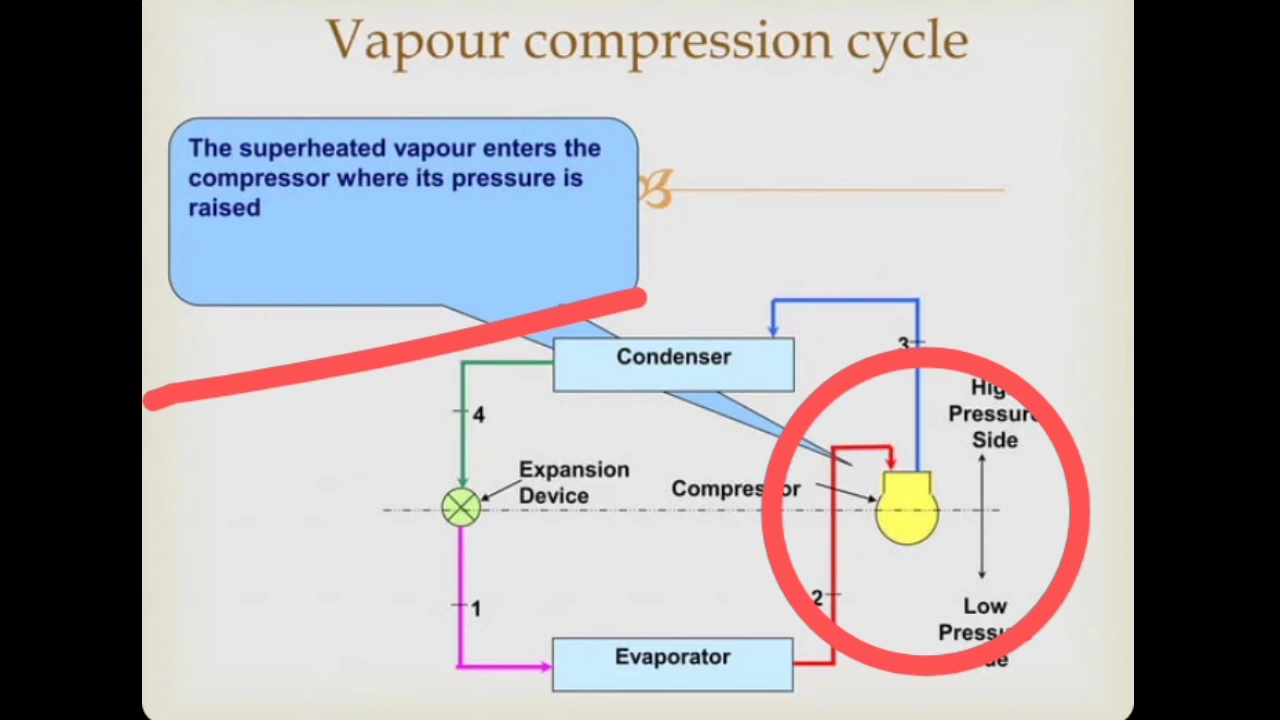 Vapour compression cycle
The superheated vapour enters the
compressor where its pressure is
raised
Condenser
3
High
Pressure
Side
4
Expansion
Device
Compressor
2
1
Low
Pressure
Side
Evaporator